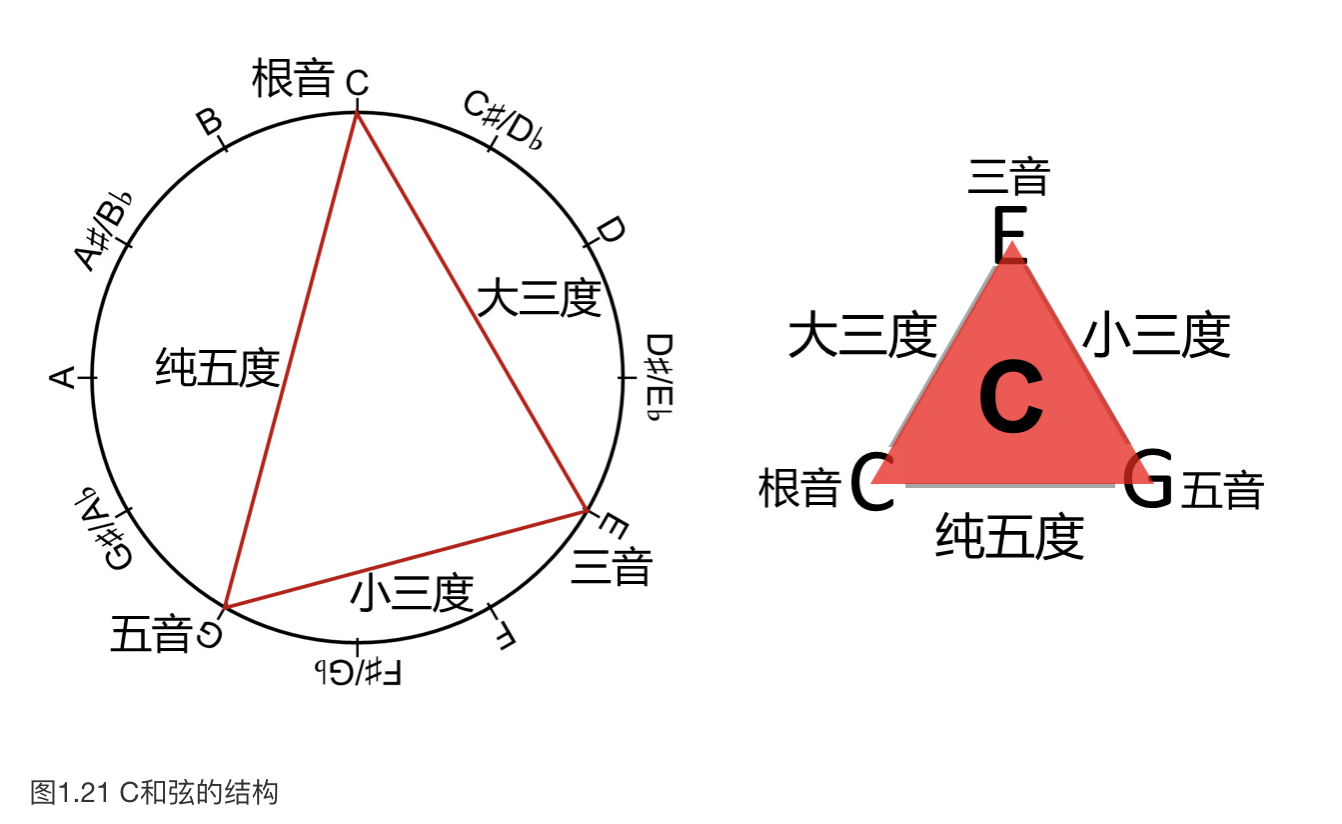 根音 C
C♯/D♭
D
D♯/E♭
E
三音
F
F♯/G♭
五音G
G♯/A♭
A
A♯/B♭
B
大三度
纯五度
小三度
三音
E
大三度
小三度
C
根音 C
G 五音
纯五度
图1.21 C和弦的结构